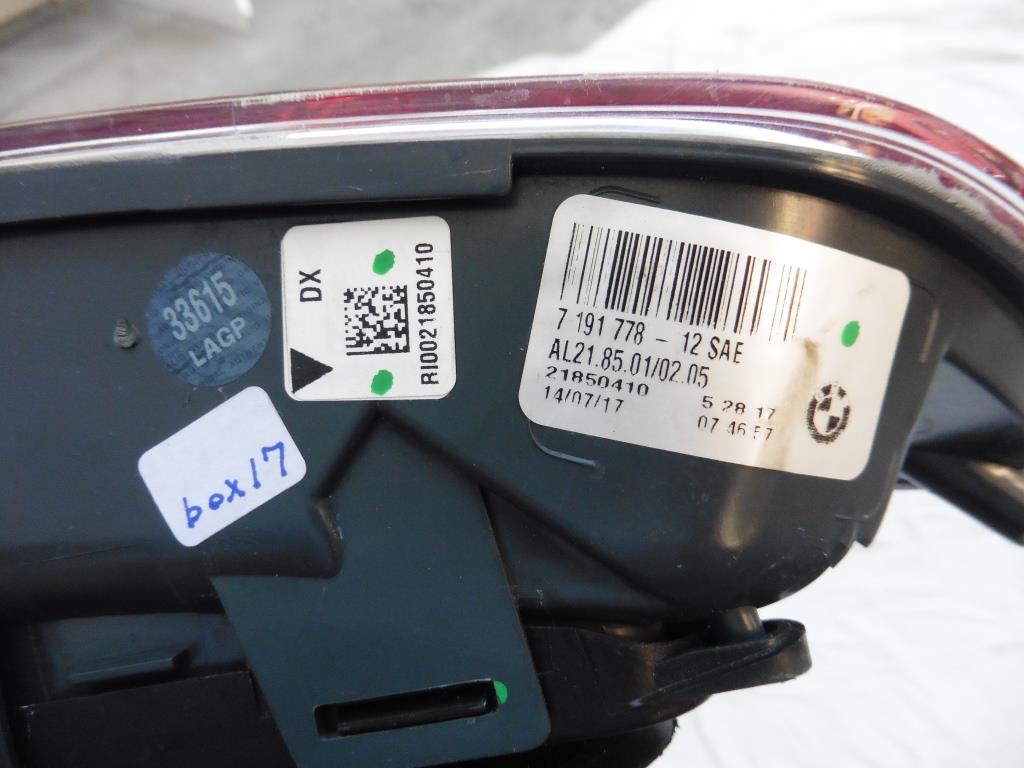 33615
LAGP
DX
RI0021850410
7 191 778 - 12 SAE
AL21.85.01/02.05
21850410
14/07/17
5 28 17
07 46 57
box17